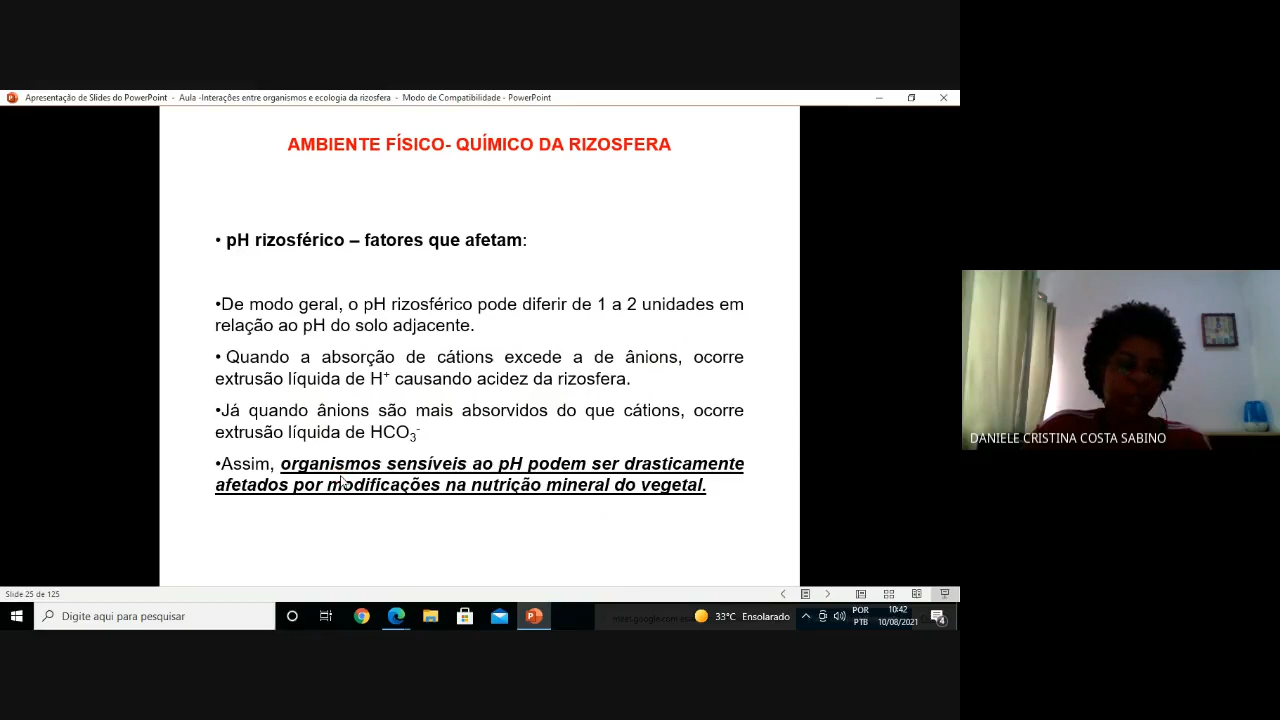 Apresentação de Slides do PowerPoint - Aula -Interações entre organismos e ecologia da rizosfera - Modo de Compatibilidade - PowerPoint
AMBIENTE FÍSICO- QUÍMICO DA RIZOSFERA
• pH rizosférico – fatores que afetam:
•De modo geral, o pH rizosférico pode diferir de 1 a 2 unidades em
relação ao pH do solo adjacente.
• Quando a absorção de cátions excede a de ânions, ocorre
extrusão líquida de H⁺ causando acidez da rizosfera.
•Já quando ânions são mais absorvidos do que cátions, ocorre
extrusão líquida de HCO₃⁻
•Assim, organismos sensíveis ao pH podem ser drasticamente
afetados por modificações na nutrição mineral do vegetal.
DANIELE CRISTINA COSTA SABINO
Slide 25 de 125
Digite aqui para pesquisar
33°C Ensolarado
POR
PTB
10:42
10/08/2021
4